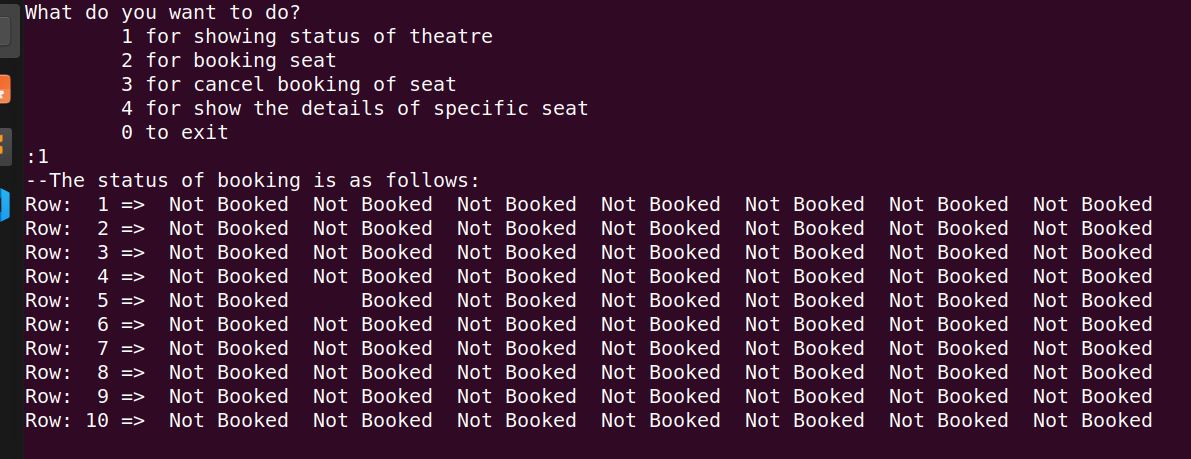 What do you want to do?
        1 for showing status of theatre
        2 for booking seat
        3 for cancel booking of seat
        4 for show the details of specific seat
        0 to exit
:1
--The status of booking is as follows:
Row:  1 =>  Not Booked  Not Booked  Not Booked  Not Booked  Not Booked  Not Booked  Not Booked
Row:  2 =>  Not Booked  Not Booked  Not Booked  Not Booked  Not Booked  Not Booked  Not Booked
Row:  3 =>  Not Booked  Not Booked  Not Booked  Not Booked  Not Booked  Not Booked  Not Booked
Row:  4 =>  Not Booked  Not Booked  Not Booked  Not Booked  Not Booked  Not Booked  Not Booked
Row:  5 =>  Not Booked      Booked  Not Booked  Not Booked  Not Booked  Not Booked  Not Booked
Row:  6 =>  Not Booked  Not Booked  Not Booked  Not Booked  Not Booked  Not Booked  Not Booked
Row:  7 =>  Not Booked  Not Booked  Not Booked  Not Booked  Not Booked  Not Booked  Not Booked
Row:  8 =>  Not Booked  Not Booked  Not Booked  Not Booked  Not Booked  Not Booked  Not Booked
Row:  9 =>  Not Booked  Not Booked  Not Booked  Not Booked  Not Booked  Not Booked  Not Booked
Row: 10 =>  Not Booked  Not Booked  Not Booked  Not Booked  Not Booked  Not Booked  Not Booked